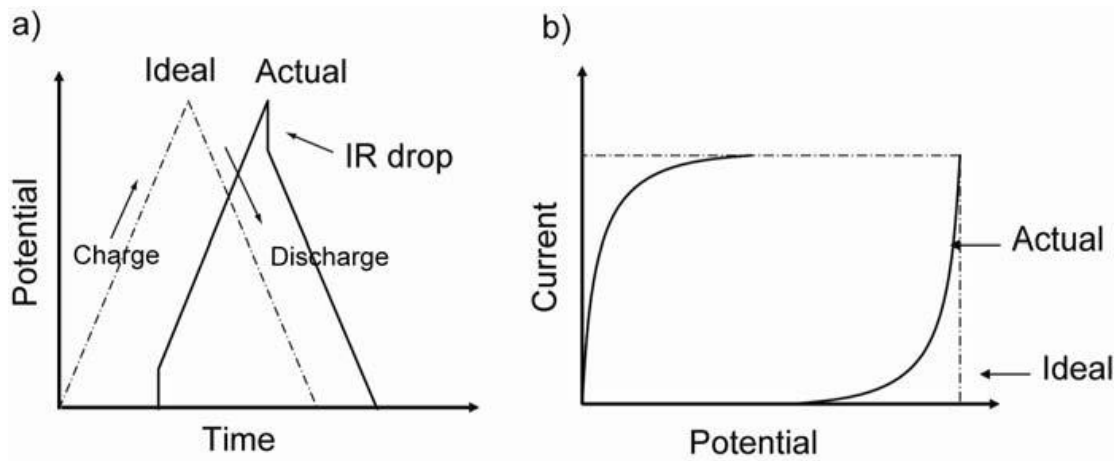 a)
Ideal
Actual
IR drop
Charge
Discharge
Potential
Time
b)
Current
Actual
Ideal
Potential